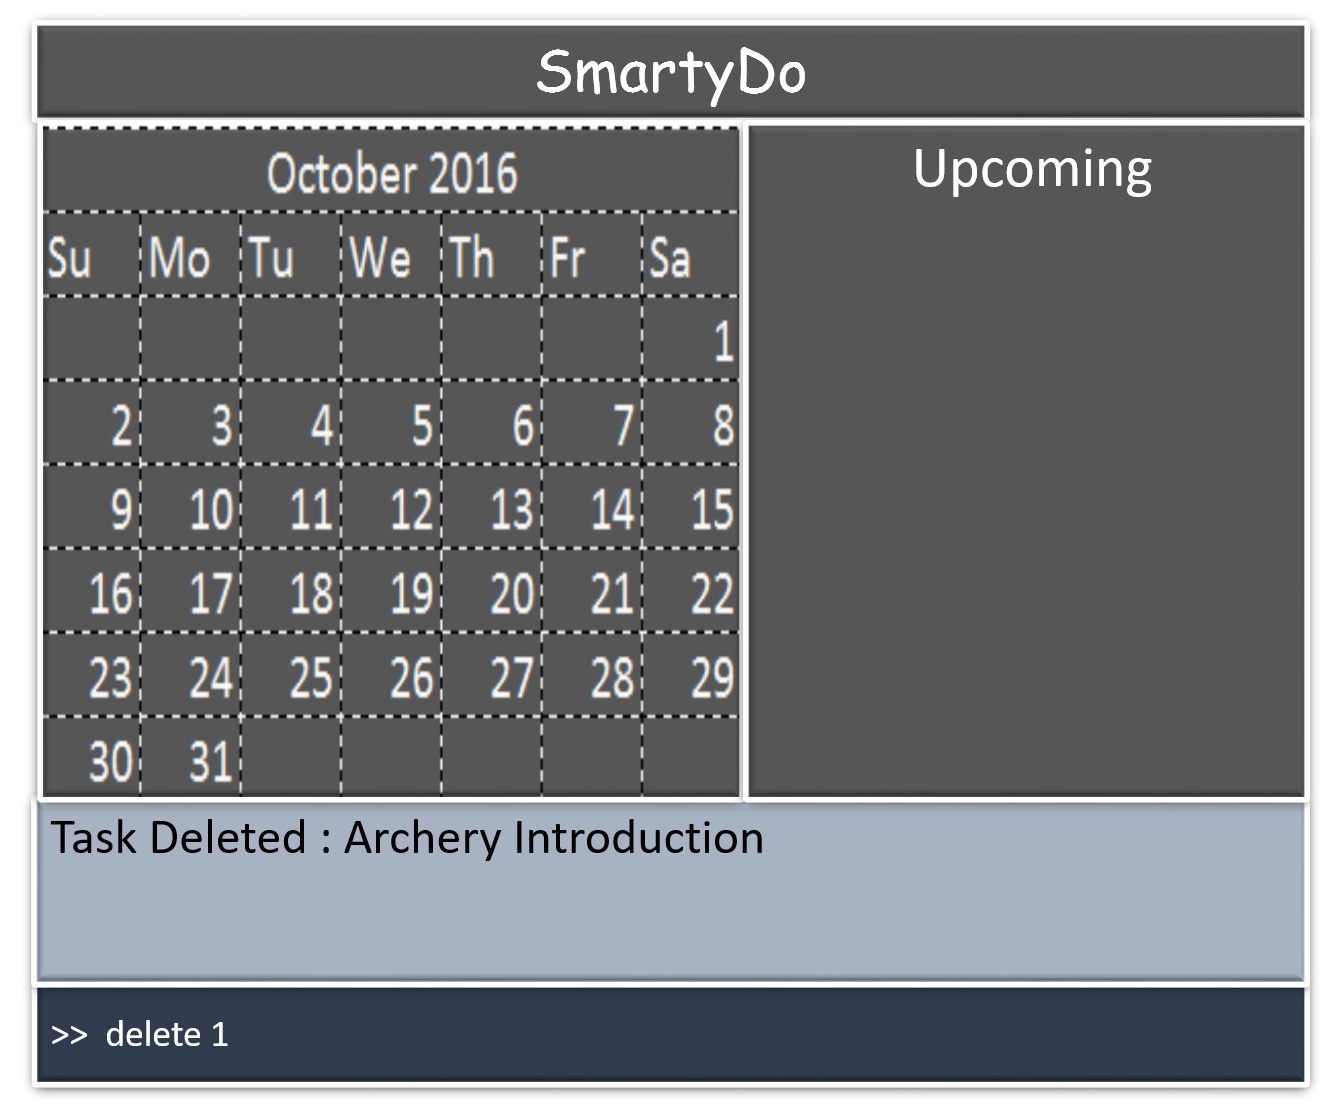 SmartyDo
October 2016
Su Mo Tu We Th Fr Sa
1
2 3 4 5 6 7 8
9 10 11 12 13 14 15
16 17 18 19 20 21 22
23 24 25 26 27 28 29
30 31
Upcoming
Task Deleted : Archery Introduction
>> delete 1